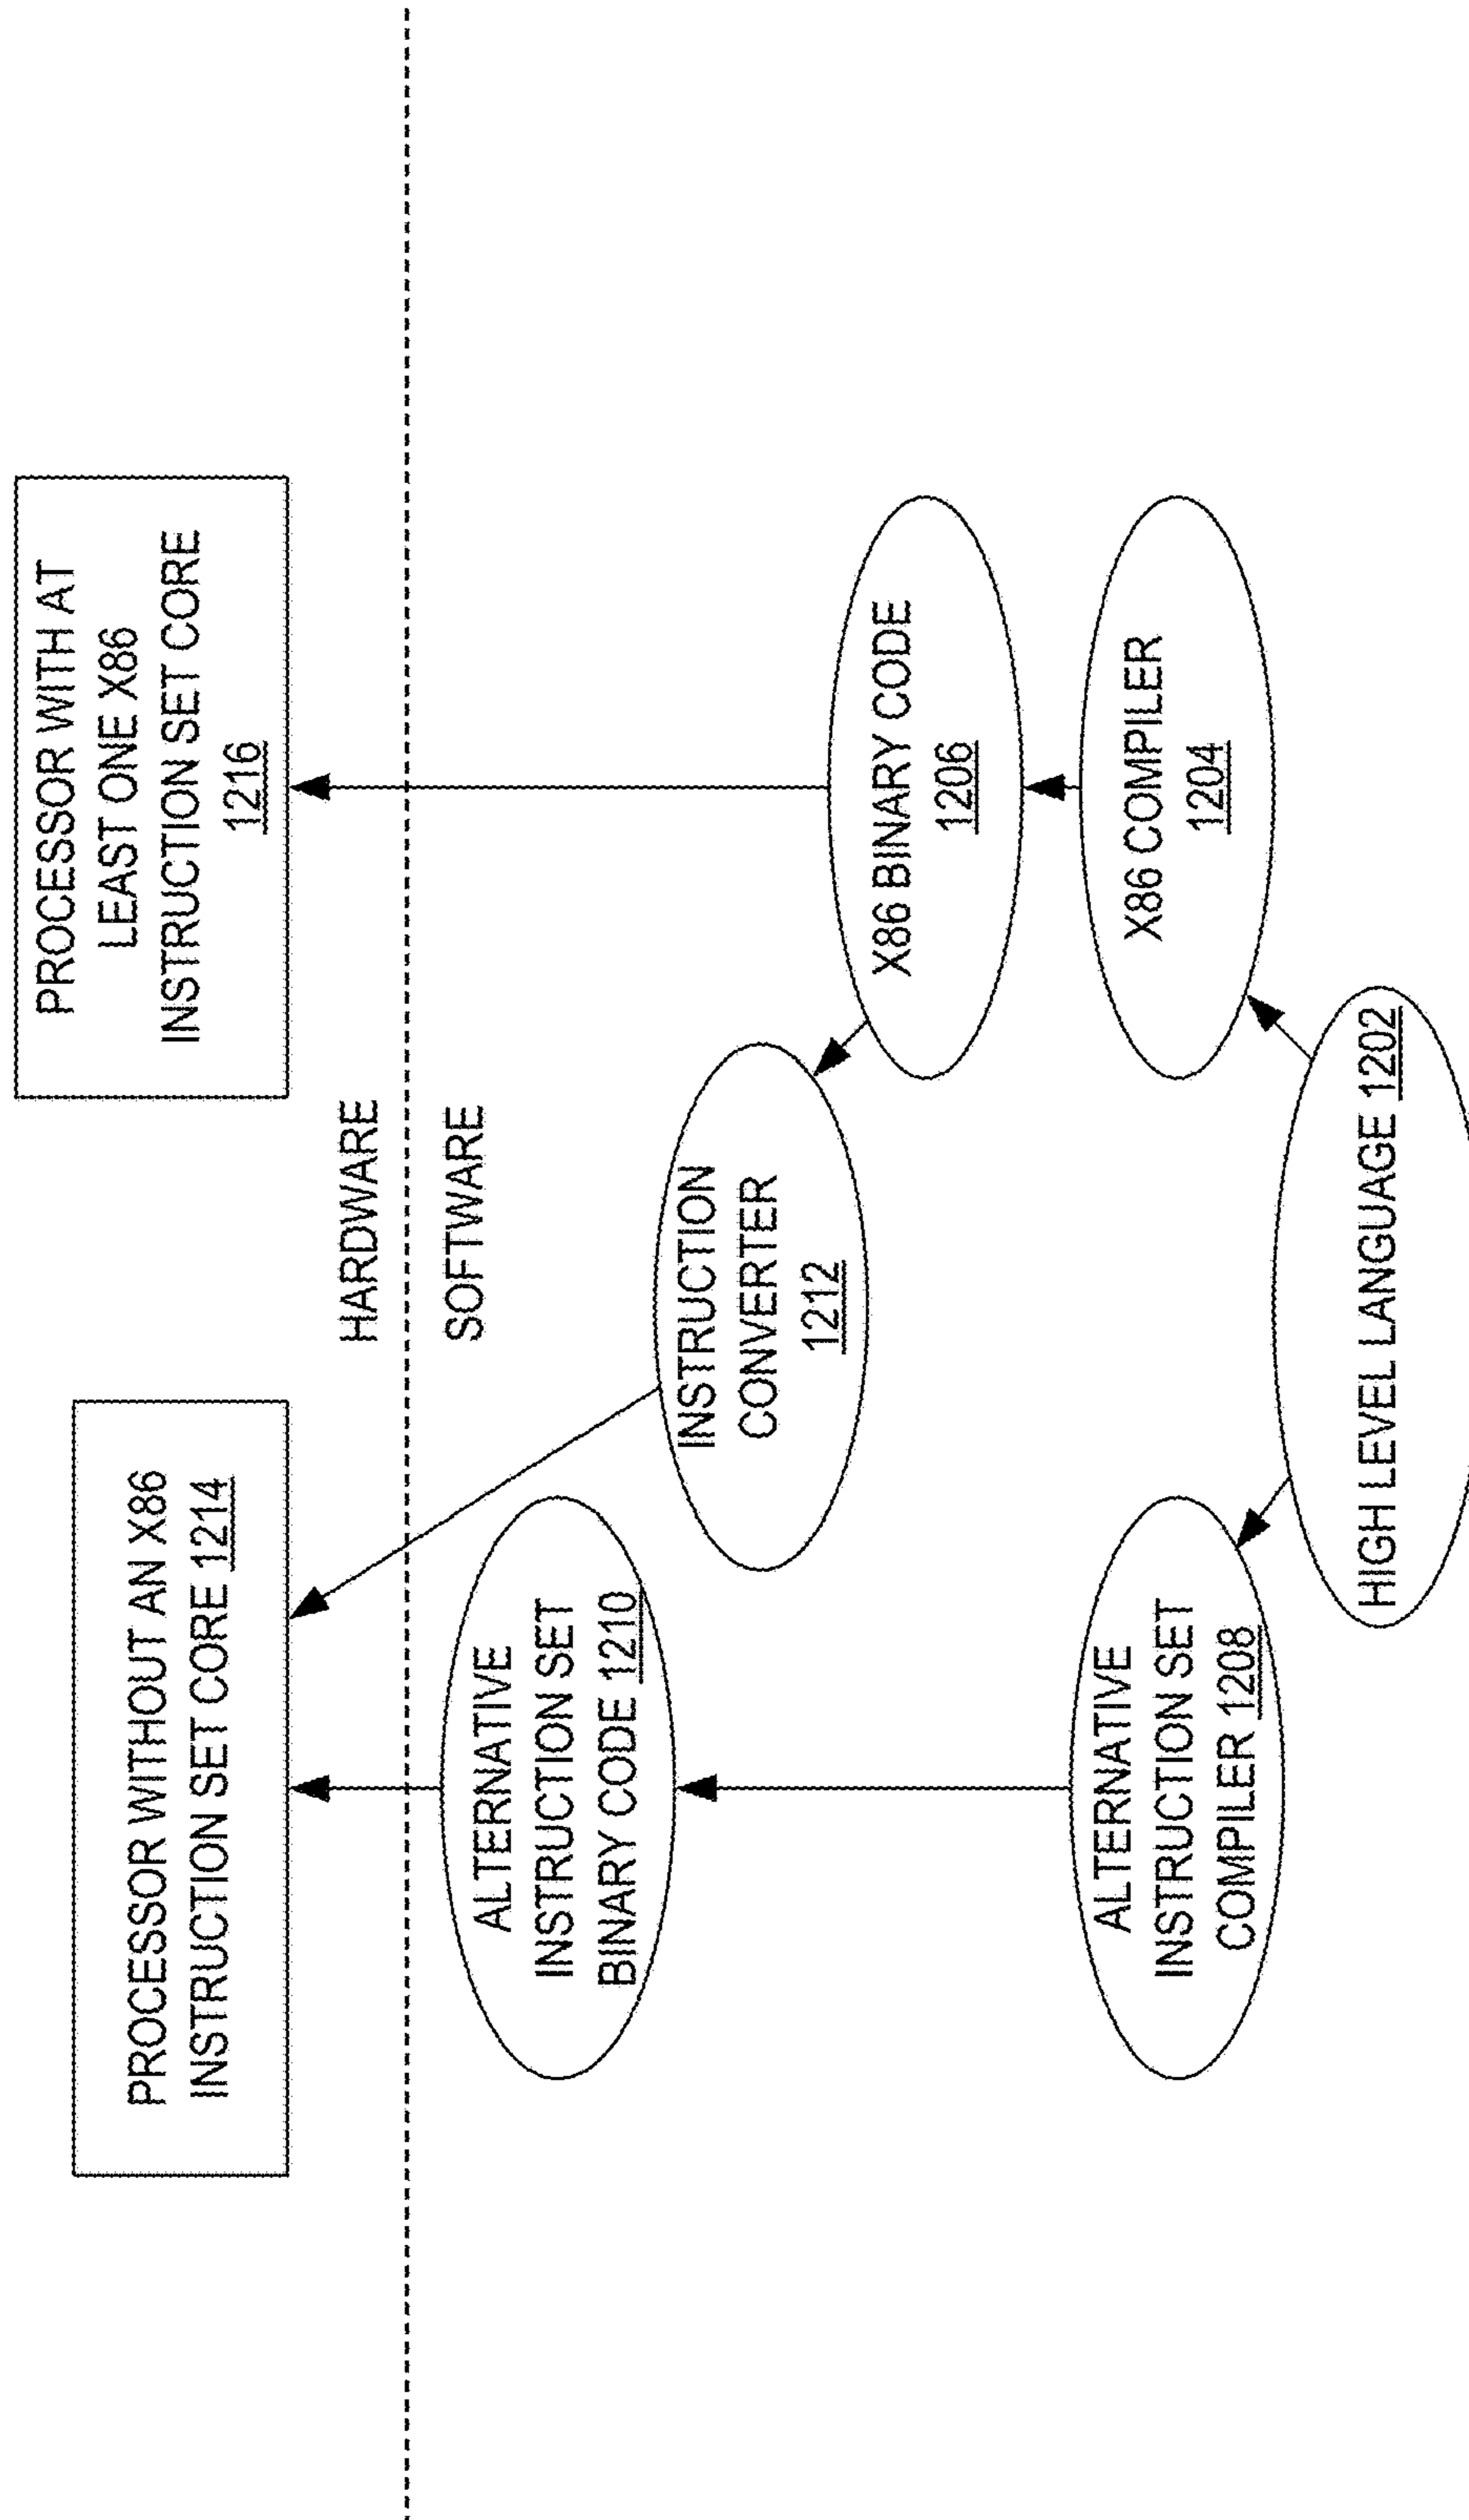 PROCESSOR WITHOUT AN X86
INSTRUCTION SET CORE 1214
PROCESSOR WITH AT
LEAST ONE X86
INSTRUCTION SET CORE
1216
HARDWARE
SOFTWARE
ALTERNATIVE
INSTRUCTION SET
BINARY CODE 1210
INSTRUCTION
CONVERTER
1212
X86 BINARY CODE
1206
ALTERNATIVE
INSTRUCTION SET
COMPILER 1208
X86 COMPILER
1204
HIGH LEVEL LANGUAGE 1202